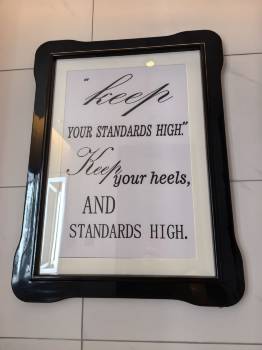 "keep
YOUR STANDARDS HIGH."
Keep your heels,
AND
STANDARDS HIGH.